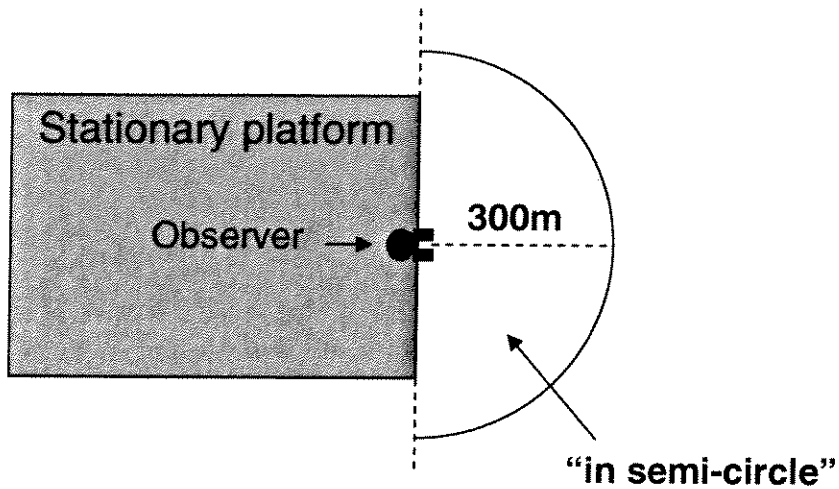 Stationary platform
Observer
300m
“in semi-circle”